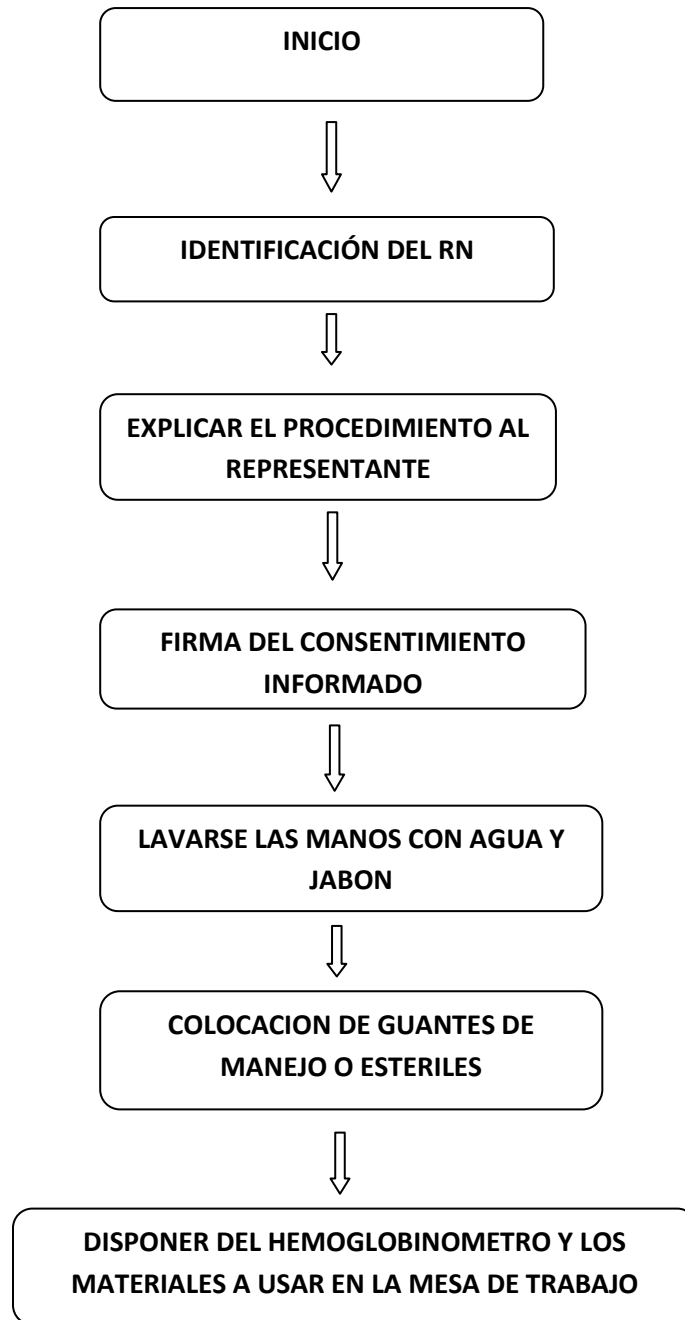 INICIO
IDENTIFICACIÓN DEL RN
EXPLICAR EL PROCEDIMIENTO AL
REPRESENTANTE
FIRMA DEL CONSENTIMIENTO
INFORMADO
LAVARSE LAS MANOS CON AGUA Y
JABON
COLOCACION DE GUANTES DE
MANEJO O ESTERILES
DISPONER DEL HEMOGLOBINOMETRO Y LOS
MATERIALES A USAR EN LA MESA DE TRABAJO